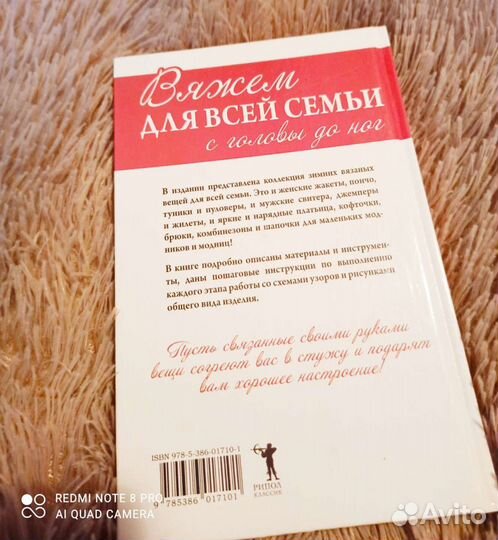 Вяжем
ДЛЯ ВСЕЙ СЕМЬИ
с головы до ног
В издании представлена коллекция зимних вязаных
вещей для всей семьи. Это и женские жакеты, пончо,
туники и пуловеры, и мужские свитера, джемперы
и жилеты, и яркие и нарядные платьица, кофточки,
брюки, комбинезоны и шапочки для маленьких мод-
ников и модниц!
В книге подробно описаны материалы и инструмен-
ты, даны пошаговые инструкции по выполнению
каждого этапа работы со схемами узоров и рисунками
общего вида изделия.
Пусть связанные своими руками
вещи согреют вас в стужу и подарят
вам хорошее настроение!
ISBN 978-5-386-01710-1
9 785386 017101
РИПОЛ
КЛАССИК
REDMI NOTE 8 PRO
AI QUAD CAMERA
Avito